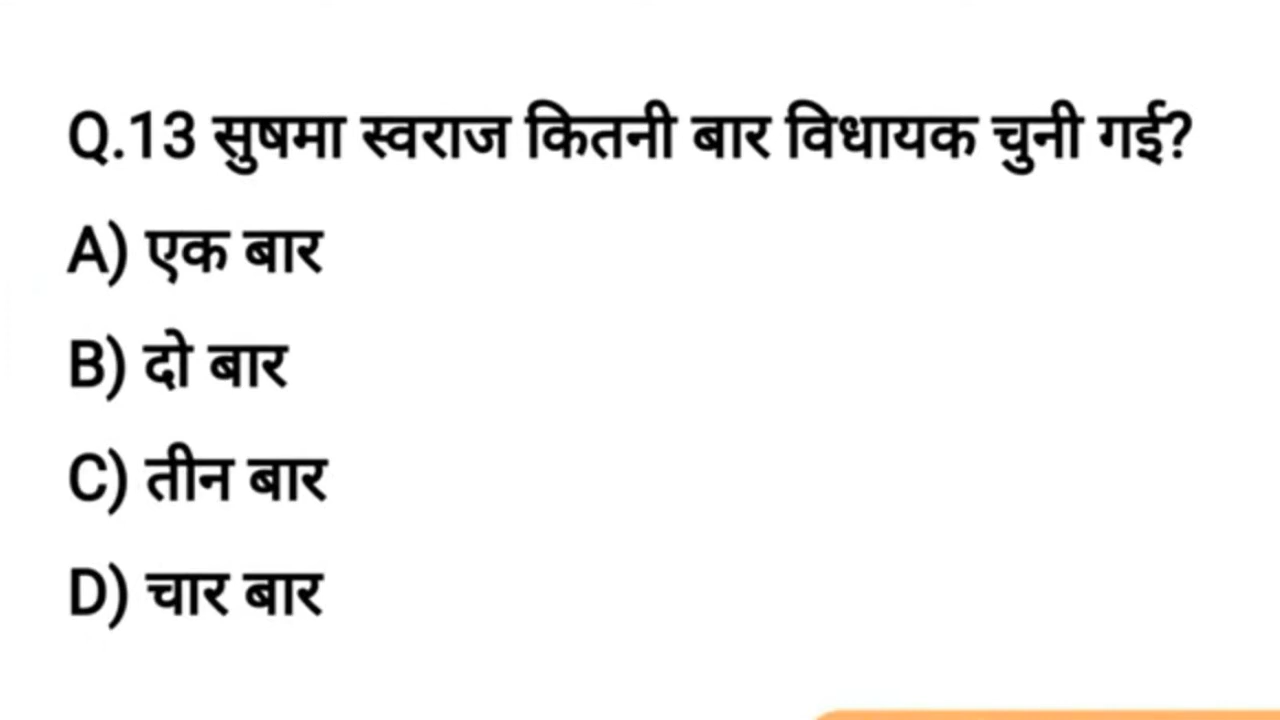 Q.13 सुषमा स्वराज कितनी बार विधायक चुनी गई?
A) एक बार
B) दो बार
C) तीन बार
D) चार बार